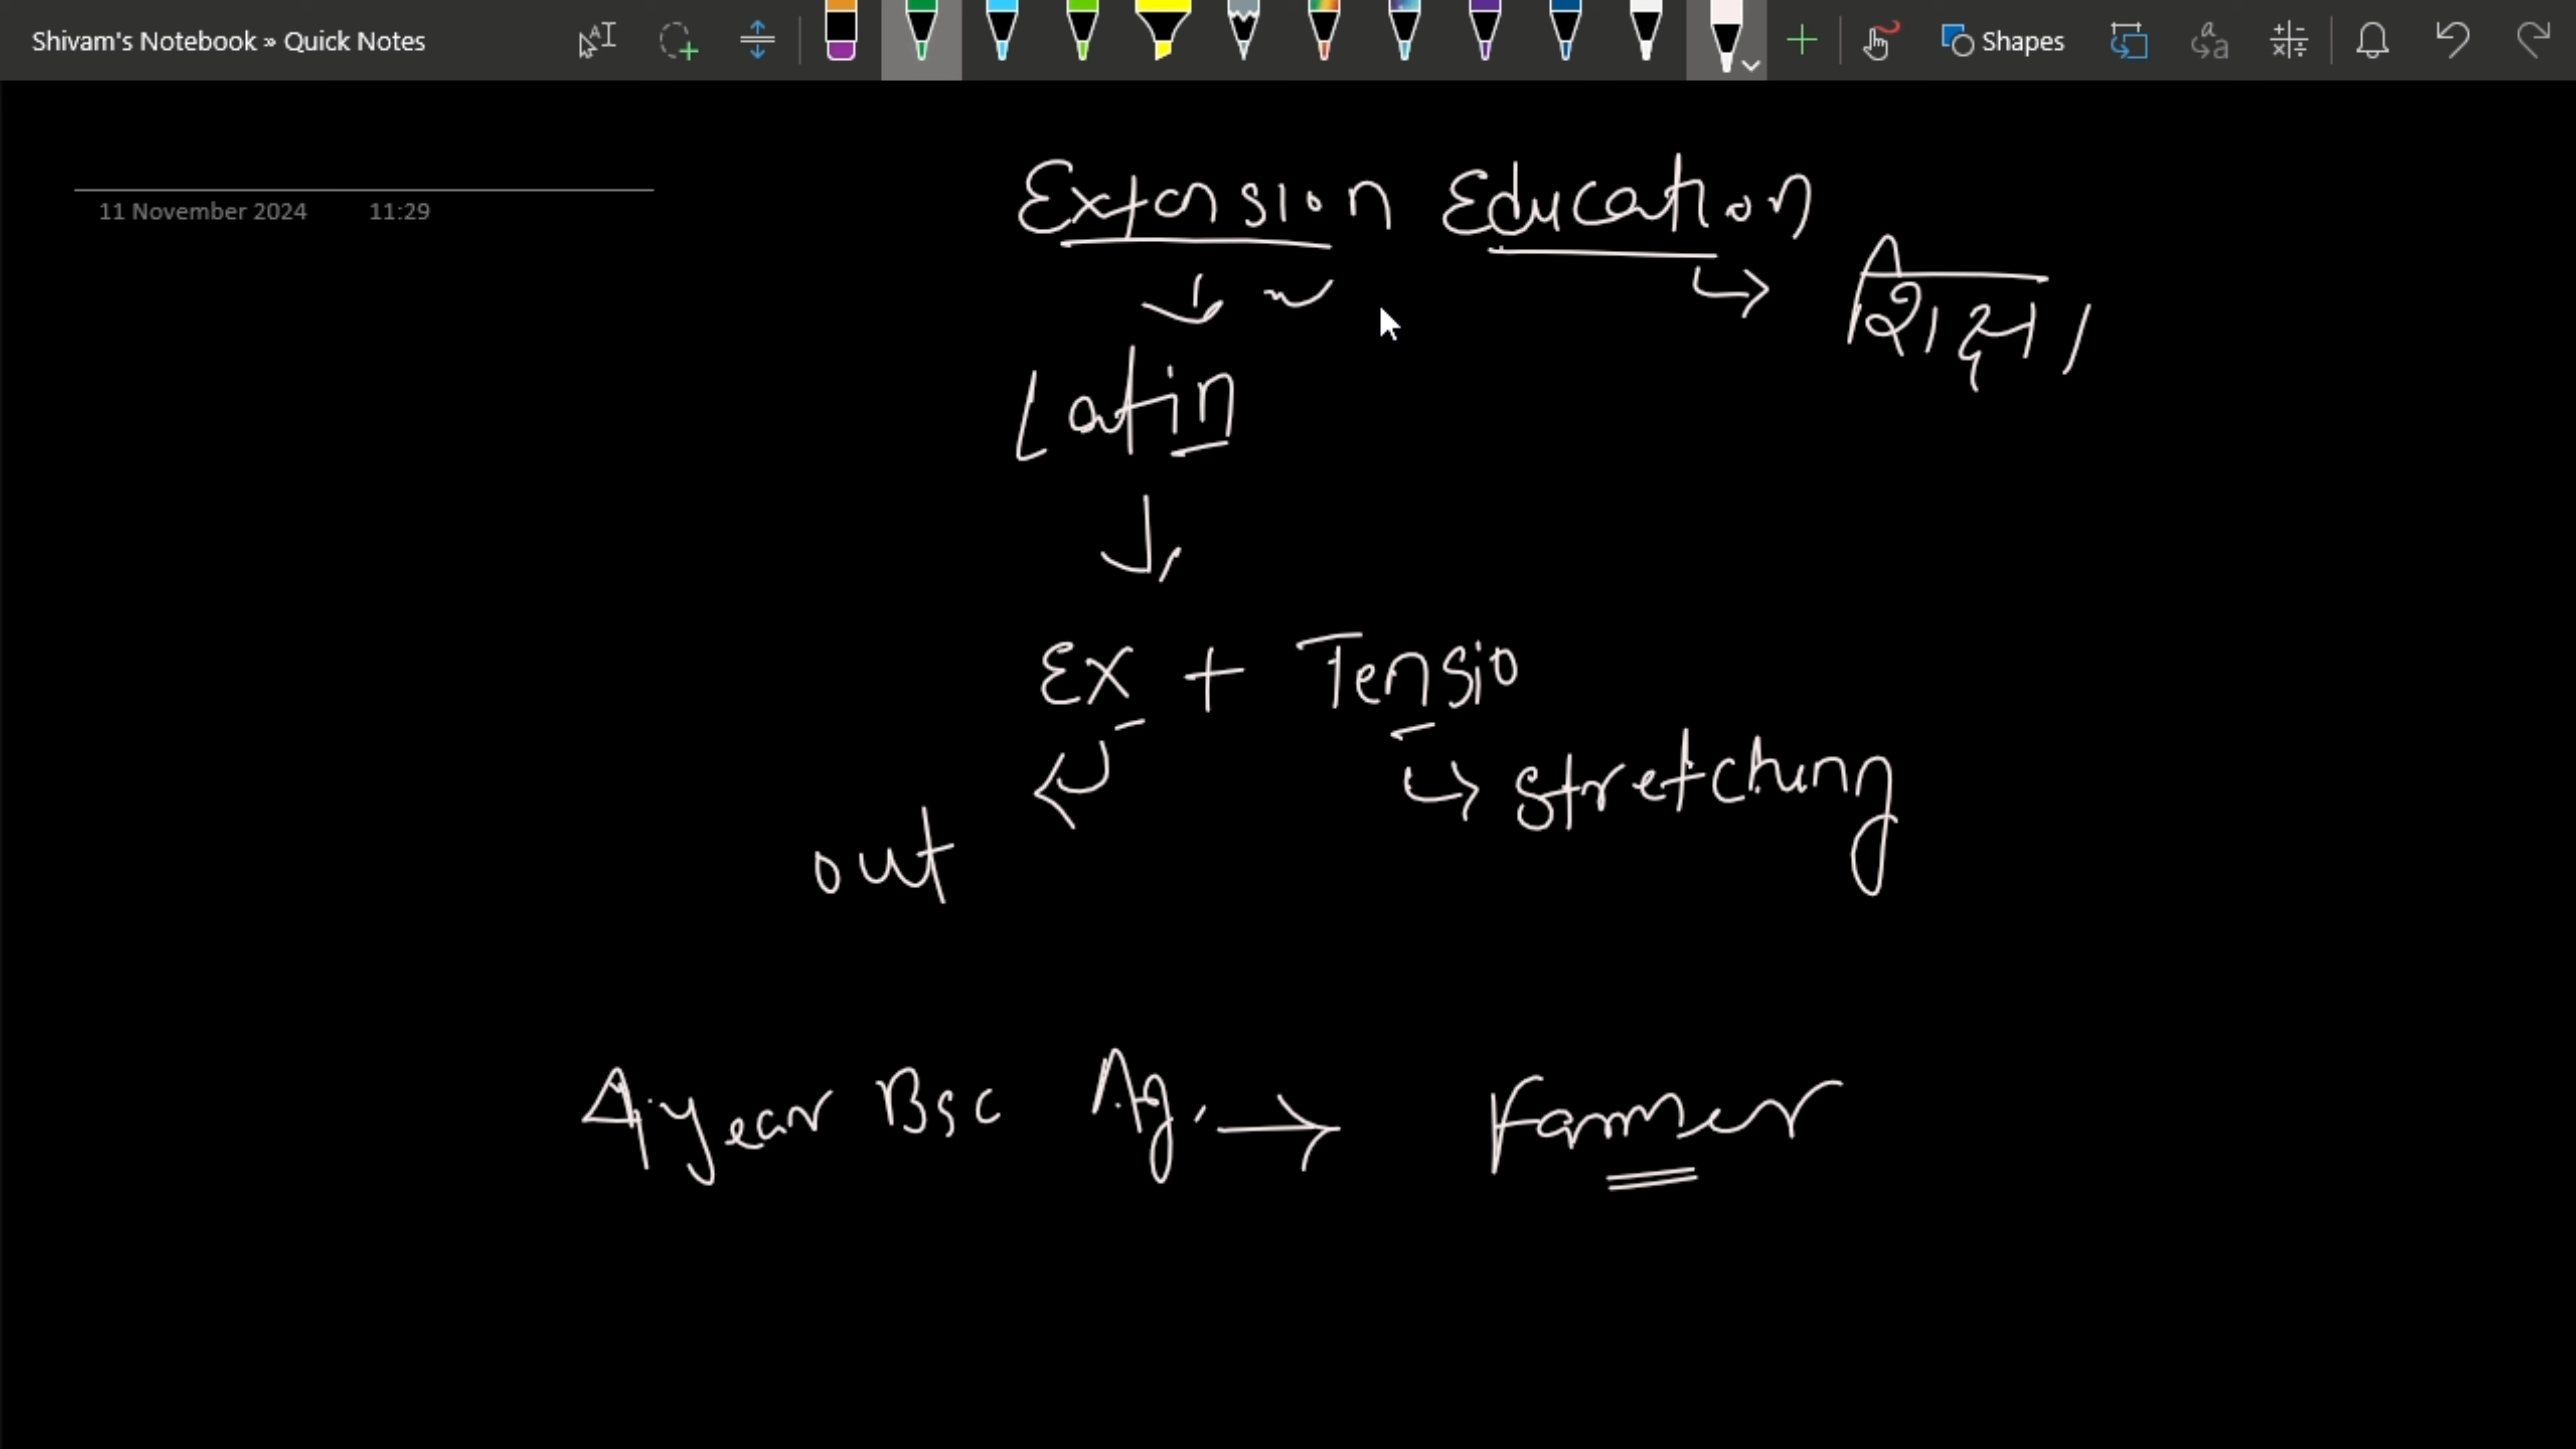 Shivam's Notebook » Quick Notes
Shapes
11 November 2024 11:29
Extension Education
शिक्षा
Latin
Ex + Tensio
out
stretching
4 year Bsc Ag. → Farmer